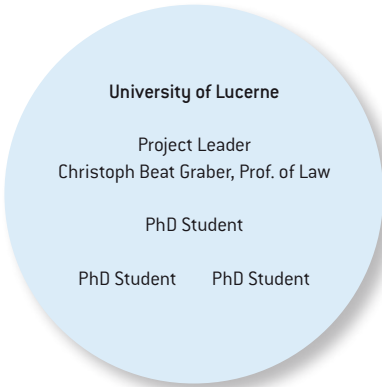 University of Lucerne
Project Leader
Christoph Beat Graber, Prof. of Law
PhD Student
PhD Student PhD Student